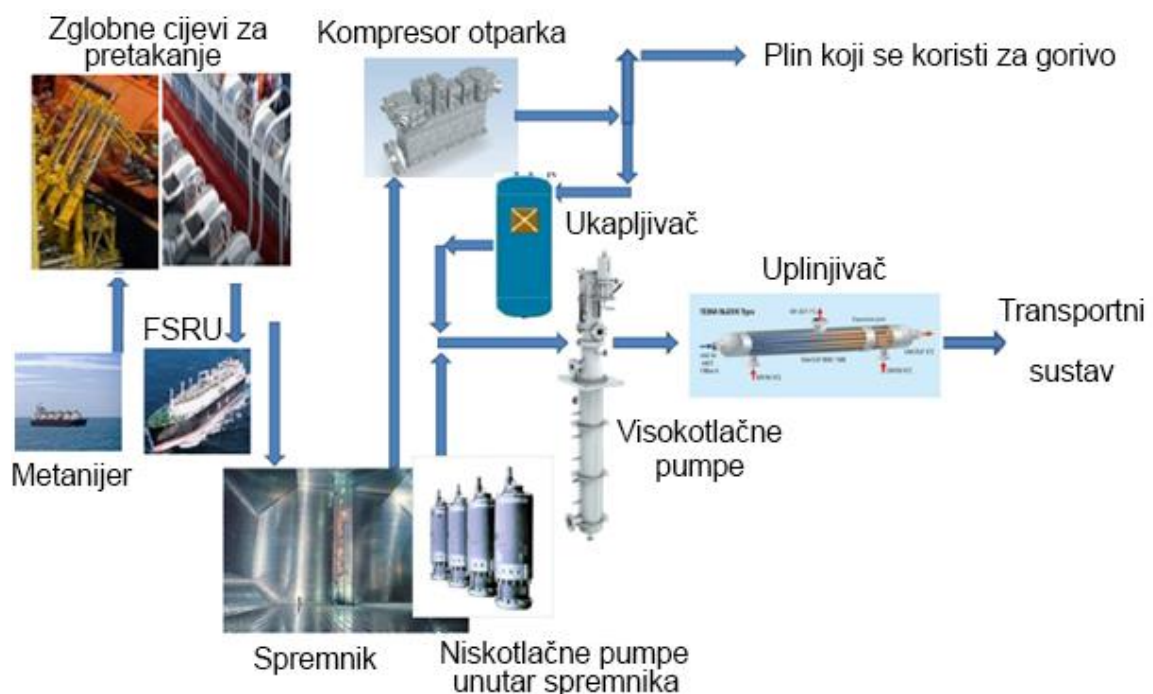 Zglobne cijevi za
pretakanje
Kompresor otparka
Plin koji se koristi za gorivo
Ukapljivač
Uplinjivač
FSRU
Transportni
sustav
Visokotlačne
pumpe
Metanijer
Spremnik
Niskotlačne pumpe
unutar spremnika